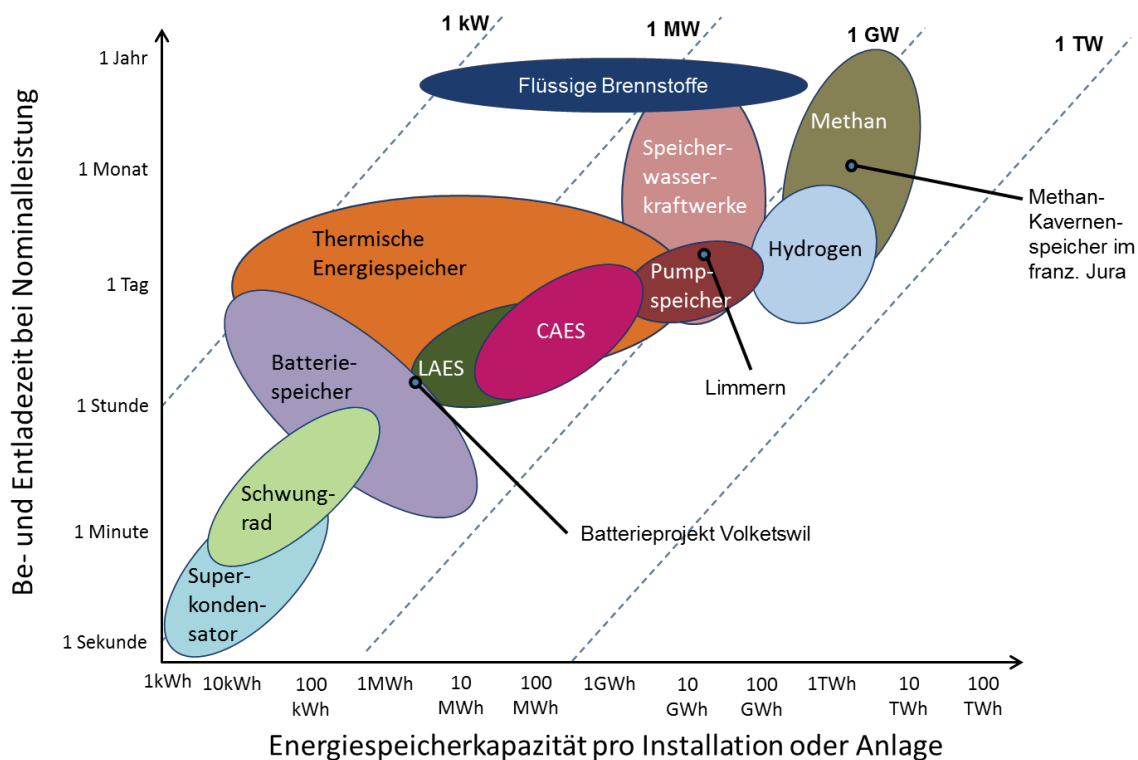 1 kW
1 MW
1 GW
1 TW
Be- und Entladezeit bei Nominalleistung
1 Jahr
1 Monat
1 Tag
1 Stunde
1 Minute
1 Sekunde
Flüssige Brennstoffe
Methan
Speicher-
wasser-
kraftwerke
Methan-
Kavernen-
speicher im
franz. Jura
Thermische
Energiespeicher
Hydrogen
Pump-
speicher
CAES
LAES
Batterie-
speicher
Limmern
Schwung-
rad
Batterieprojekt Volketswil
Super-
konden-
sator
1kWh
10kWh
100
kWh
1MWh
10
MWh
100
MWh
1GWh
10
GWh
100
GWh
1TWh
10
TWh
100
TWh
Energiespeicherkapazität pro Installation oder Anlage